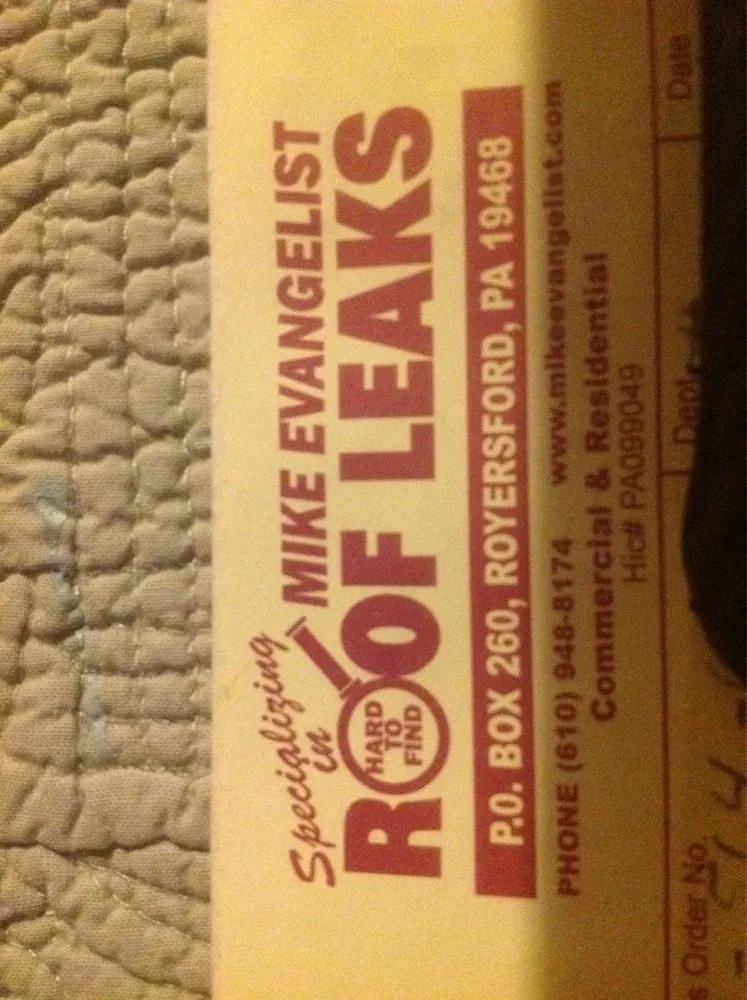 Specializing
in
MIKE EVANGELIST
HARD
TO
FIND
ROOF LEAKS
P.O. BOX 260, ROYERSFORD, PA 19468
PHONE (610) 948-8174 www.mikeevangelist.com
Commercial & Residential
Hic# PA099049
s Order No. Dept. Date